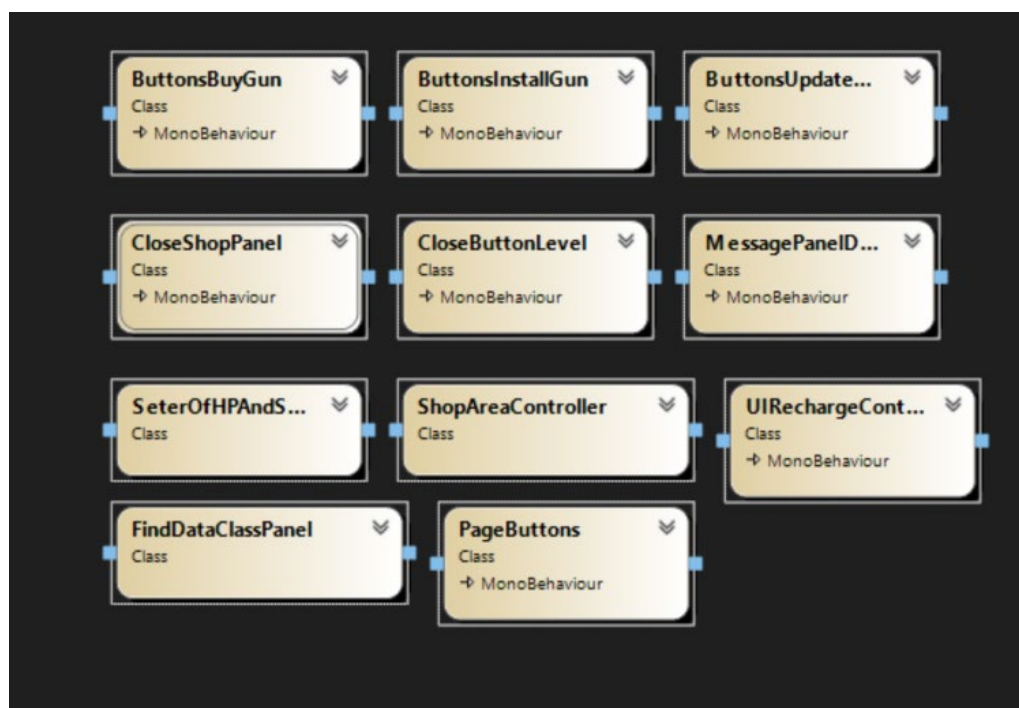 ButtonsBuyGun
Class
MonoBehaviour
ButtonsInstallGun
Class
MonoBehaviour
ButtonsUpdate...
Class
MonoBehaviour
CloseShopPanel
Class
MonoBehaviour
CloseButtonLevel
Class
MonoBehaviour
MessagePanelD...
Class
MonoBehaviour
SeterOfHPAndS...
Class
ShopAreaController
Class
UIRechargeCont...
Class
MonoBehaviour
FindDataClassPanel
Class
PageButtons
Class
MonoBehaviour